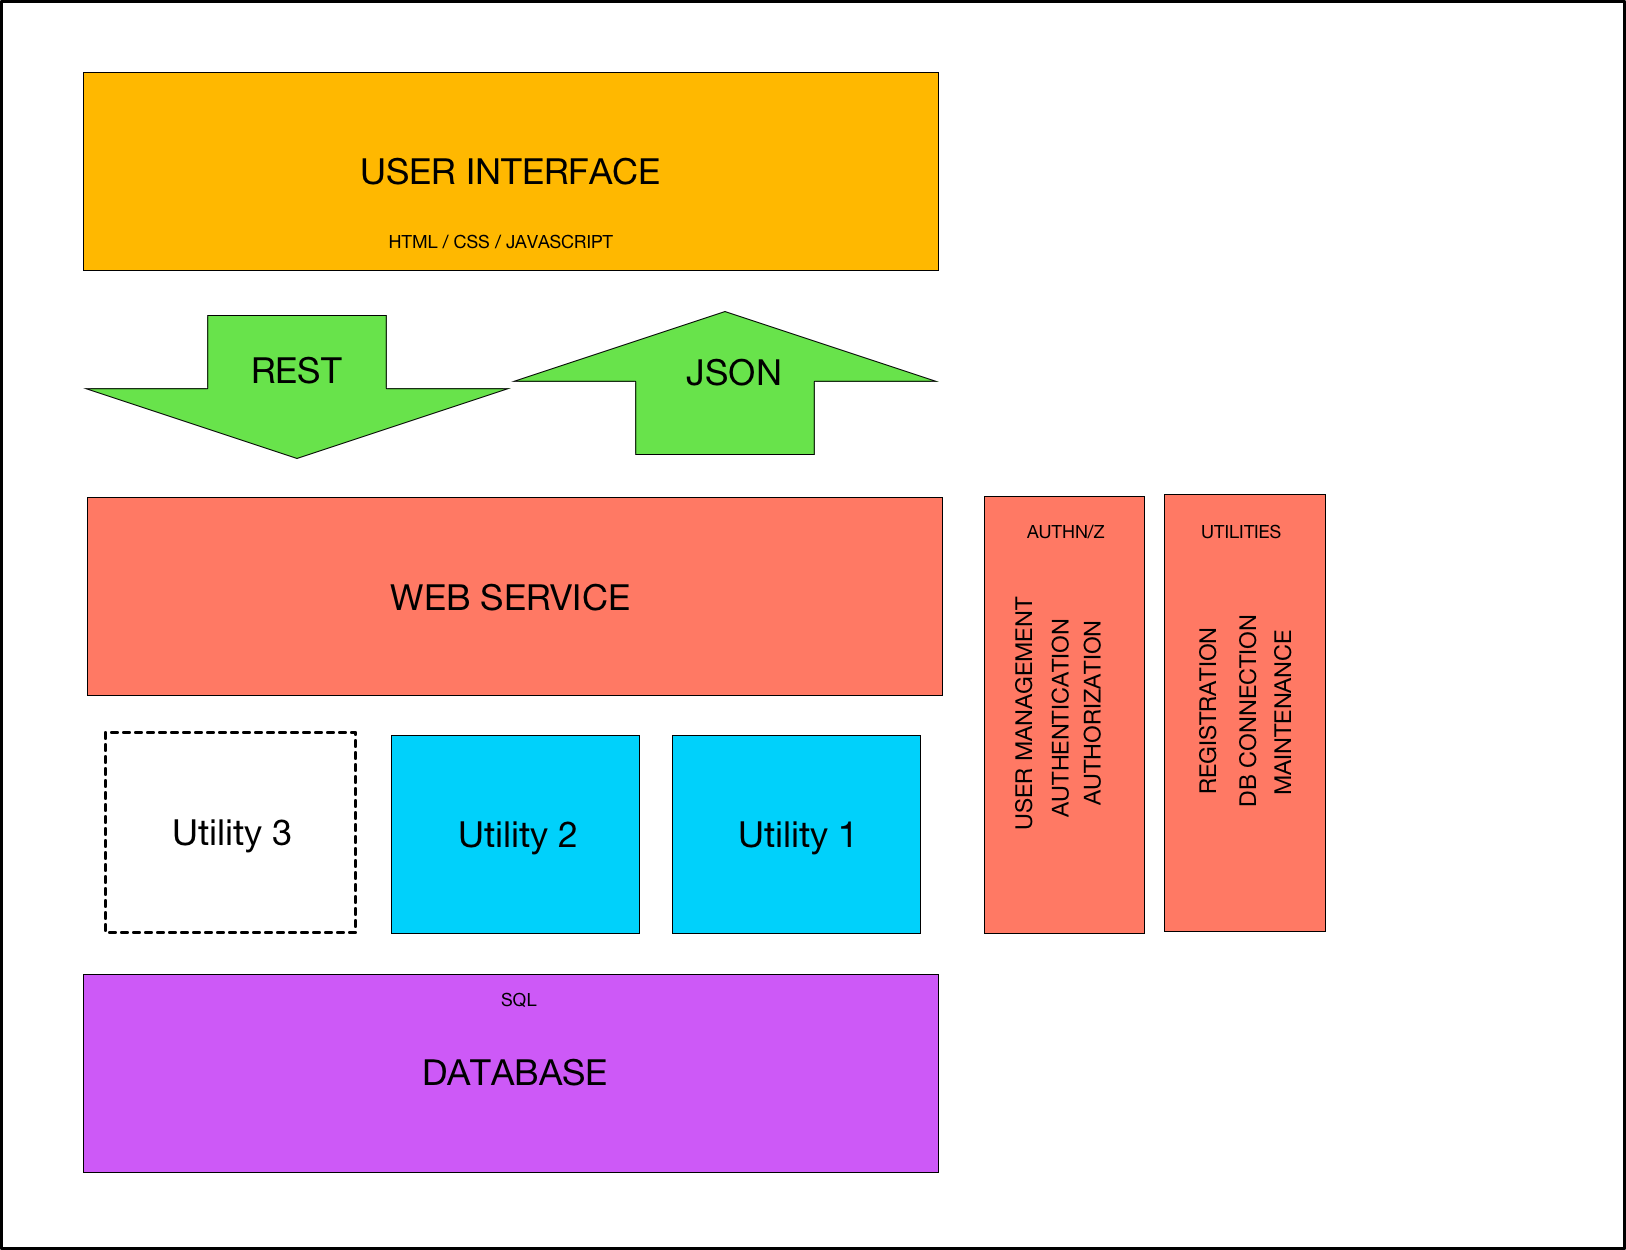 USER INTERFACE
HTML / CSS / JAVASCRIPT
REST
JSON
WEB SERVICE
AUTHN/Z
USER MANAGEMENT
AUTHENTICATION
AUTHORIZATION
UTILITIES
REGISTRATION
DB CONNECTION
MAINTENANCE
Utility 3
Utility 2
Utility 1
SQL
DATABASE